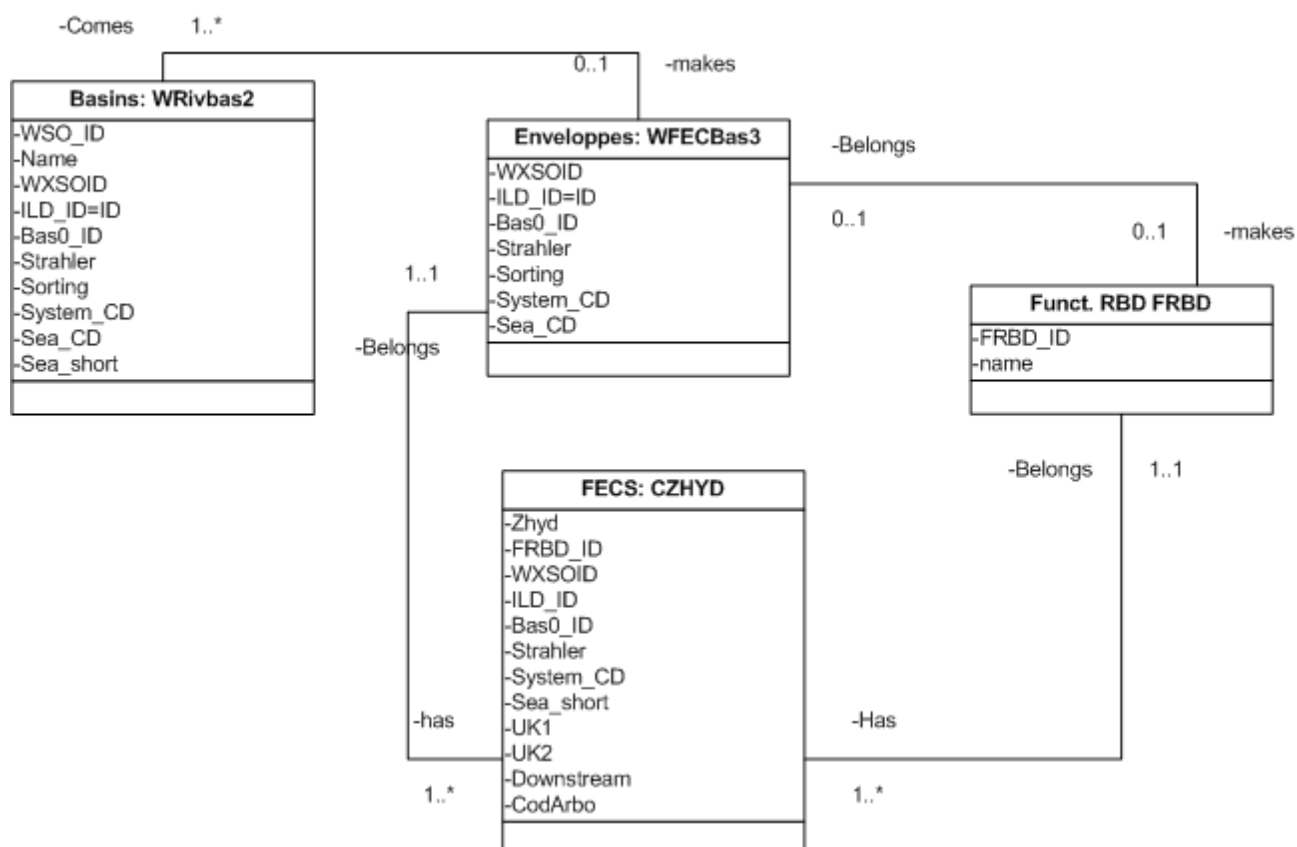 -Comes 1..*
0..1 -makes
Basins: WRivbas2
-WSO_ID
-Name
-WXSOID
-ILD_ID=ID
-Bas0_ID
-Strahler
-Sorting
-System_CD
-Sea_CD
-Sea_short
Enveloppes: WFECBas3
-WXSOID
-ILD_ID=ID
-Bas0_ID
-Strahler
-Sorting
-System_CD
-Sea_CD
-Belongs
0..1
0..1 -makes
1..1
-Belongs
Funct. RBD FRBD
-FRBD_ID
-name
-Belongs 1..1
FECS: CZHYD
-Zhyd
-FRBD_ID
-WXSOID
-ILD_ID
-Bas0_ID
-Strahler
-System_CD
-Sea_short
-UK1
-UK2
-Downstream
-CodArbo
-has
1..*
-Has
1..*